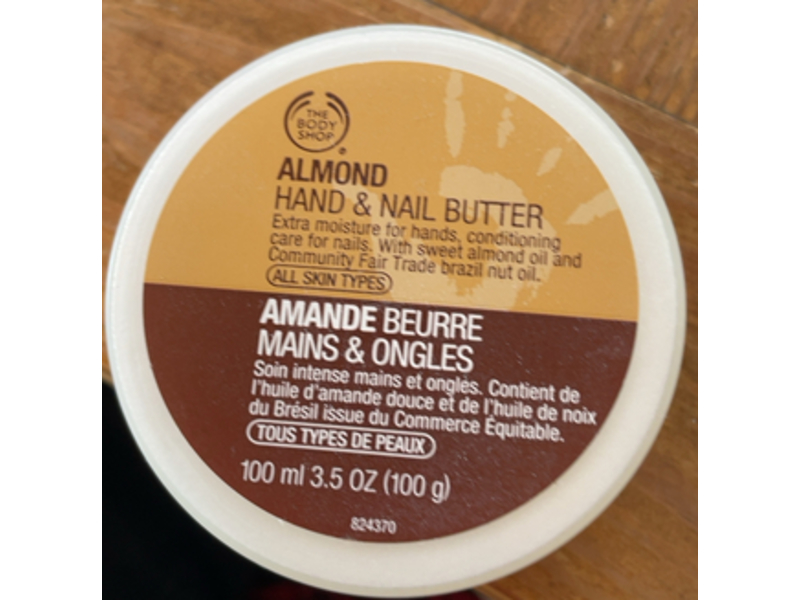 THE
BODY
SHOP
ALMOND
HAND & NAIL BUTTER
Extra moisture for hands, conditioning
care for nails. With sweet almond oil and
Community Fair Trade brazil nut oil.
ALL SKIN TYPES
AMANDE BEURRE
MAINS & ONGLES
Soin intense mains et ongles. Contient de
l'huile d'amande douce et de l'huile de noix
du Brésil issue du Commerce Équitable.
TOUS TYPES DE PEAUX
100 ml 3.5 OZ (100 g)
824370